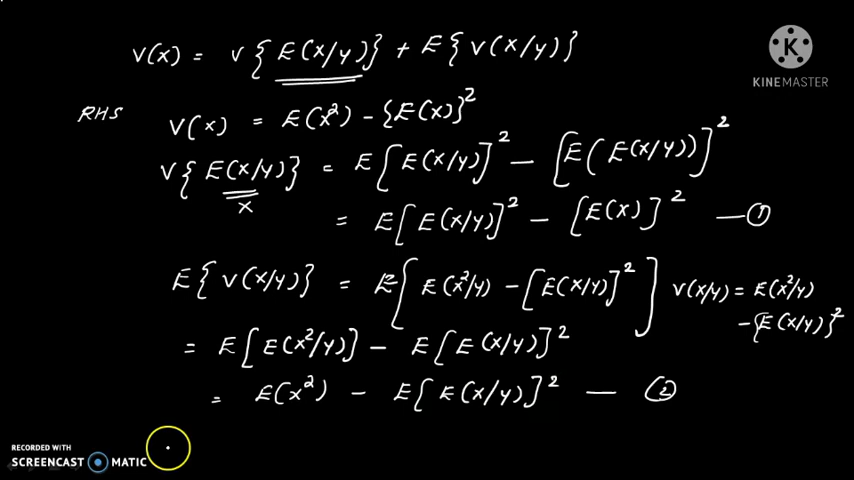 V(x) = V{E(x/y)} + E{V(x/y)}
K
KINEMASTER
RHS V(x) = E(x²) - {E(x)}²
V{E(x/y)} = E[E(x/y)]² - [E(E(x/y))]²
x
= E[E(x/y)]² - [E(x)]² — ①
E{V(x/y)} = E[E(x²/y) - [E(x/y)]²] V(x/y) = E(x²/y)
- {E(x/y)}²
= E[E(x²/y)] - E[E(x/y)]²
= E(x²) - E[E(x/y)]² — ②
RECORDED WITH
SCREENCAST MATIC